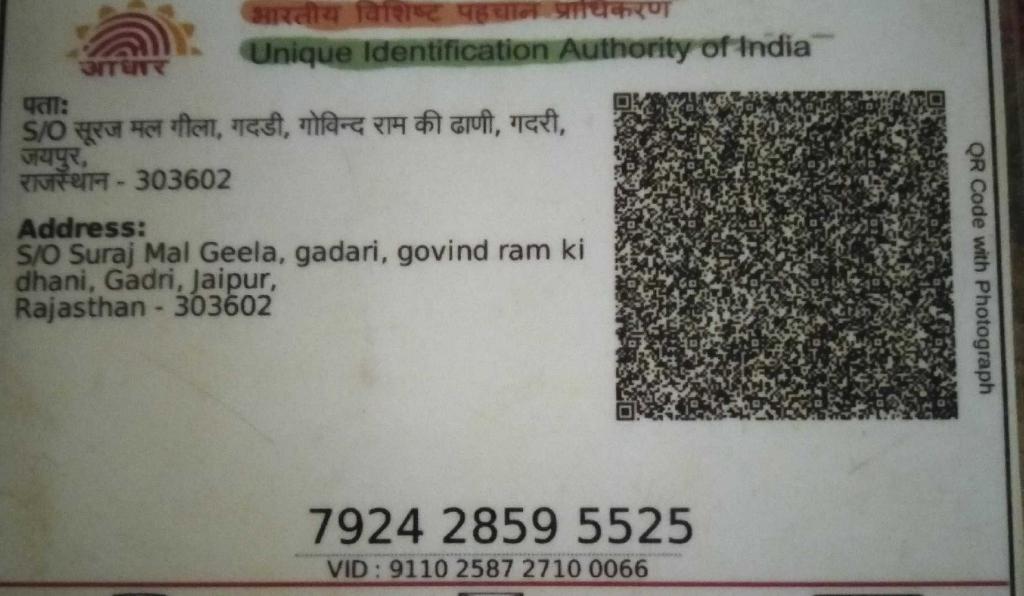 भारतीय विशिष्ट पहचान प्राधिकरण
Unique Identification Authority of India
आधार
पता:
S/O सूरज मल गीला, गदडी, गोविन्द राम की ढाणी, गदरी,
जयपुर,
राजस्थान - 303602
Address:
S/O Suraj Mal Geela, gadari, govind ram ki
dhani, Gadri, Jaipur,
Rajasthan - 303602
QR Code with Photograph
7924 2859 5525
VID : 9110 2587 2710 0066